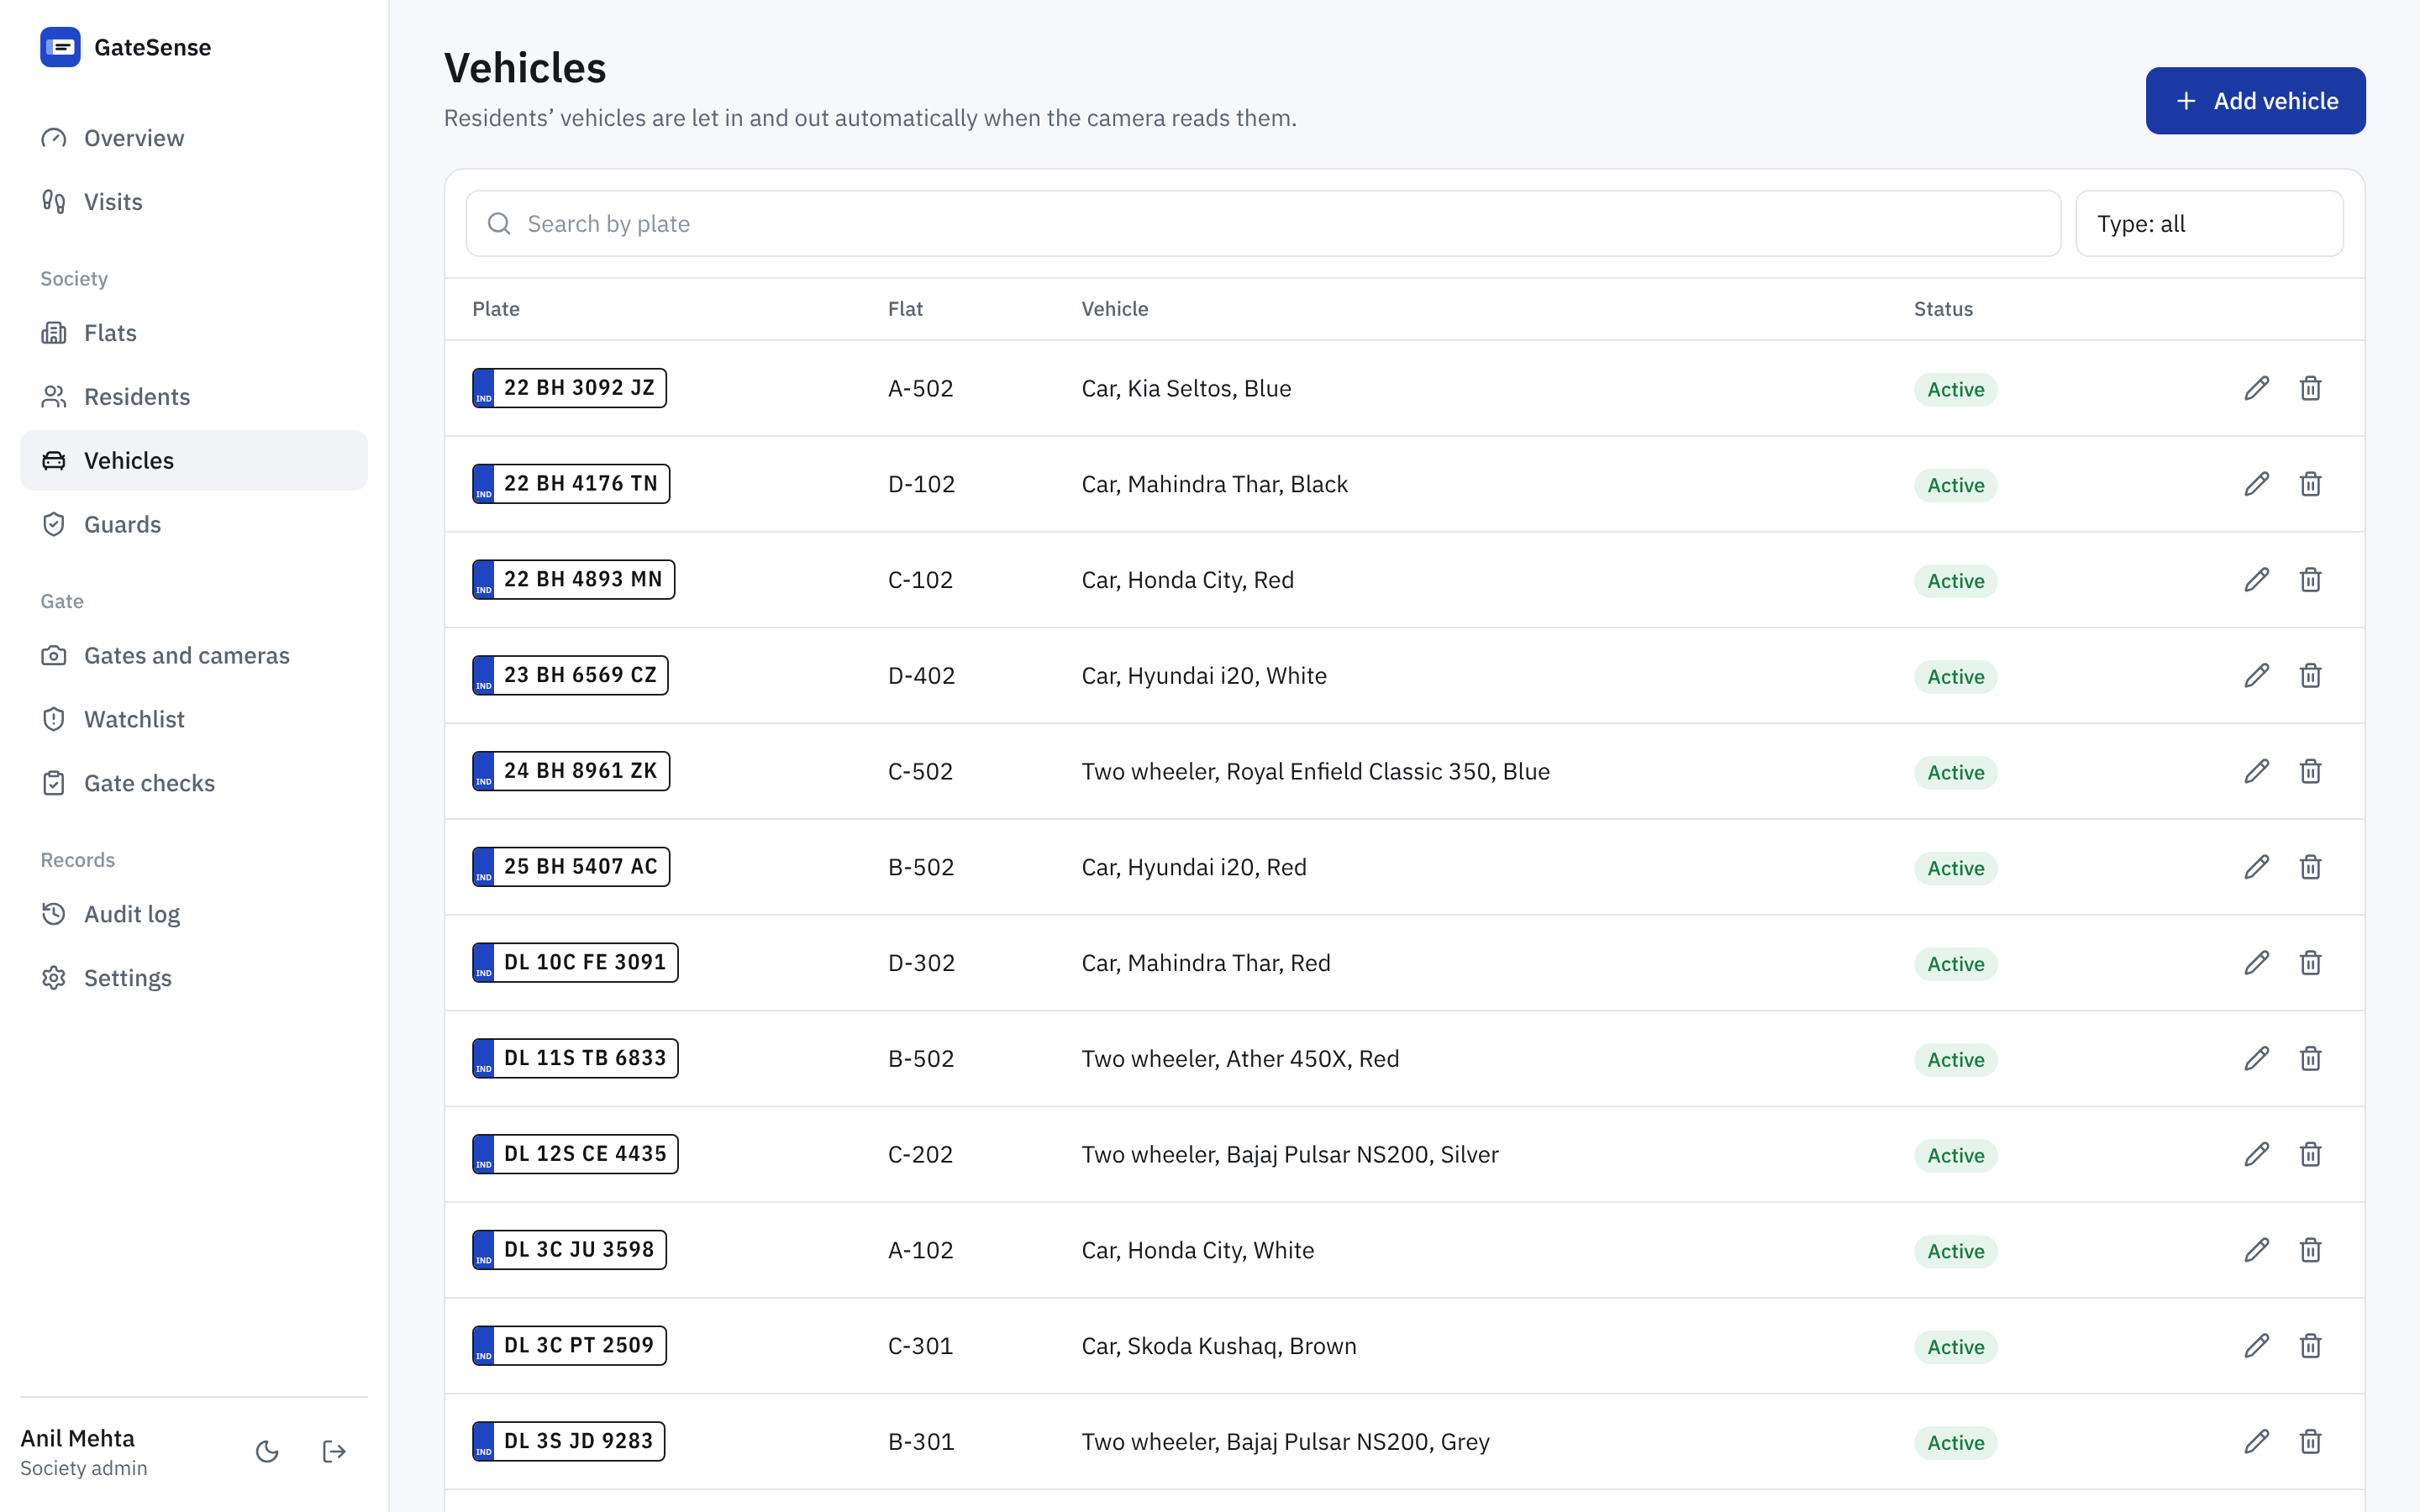 GateSense
Overview
Visits
Society
Flats
Residents
Vehicles
Guards
Gate
Gates and cameras
Watchlist
Gate checks
Records
Audit log
Settings
Anil Mehta
Society admin
Vehicles
Residents’ vehicles are let in and out automatically when the camera reads them.
Add vehicle
Search by plate
Type: all
Plate Flat Vehicle Status
IND 22 BH 3092 JZ A-502 Car, Kia Seltos, Blue Active
IND 22 BH 4176 TN D-102 Car, Mahindra Thar, Black Active
IND 22 BH 4893 MN C-102 Car, Honda City, Red Active
IND 23 BH 6569 CZ D-402 Car, Hyundai i20, White Active
IND 24 BH 8961 ZK C-502 Two wheeler, Royal Enfield Classic 350, Blue Active
IND 25 BH 5407 AC B-502 Car, Hyundai i20, Red Active
IND DL 10C FE 3091 D-302 Car, Mahindra Thar, Red Active
IND DL 11S TB 6833 B-502 Two wheeler, Ather 450X, Red Active
IND DL 12S CE 4435 C-202 Two wheeler, Bajaj Pulsar NS200, Silver Active
IND DL 3C JU 3598 A-102 Car, Honda City, White Active
IND DL 3C PT 2509 C-301 Car, Skoda Kushaq, Brown Active
IND DL 3S JD 9283 B-301 Two wheeler, Bajaj Pulsar NS200, Grey Active